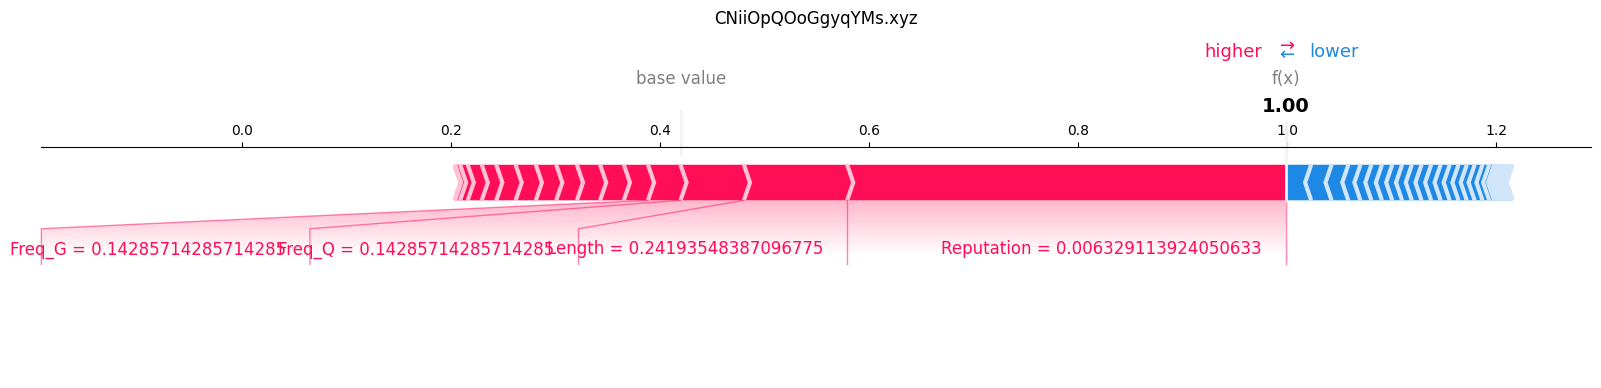 CNiiOpQOoGgyqYMs.xyz
higher ⇄ lower
base value f(x)
1.00
0.0 0.2 0.4 0.6 0.8 1.0 1.2
Freq_G = 0.14285714285714285 Freq_Q = 0.14285714285714285 Length = 0.24193548387096775 Reputation = 0.006329113924050633